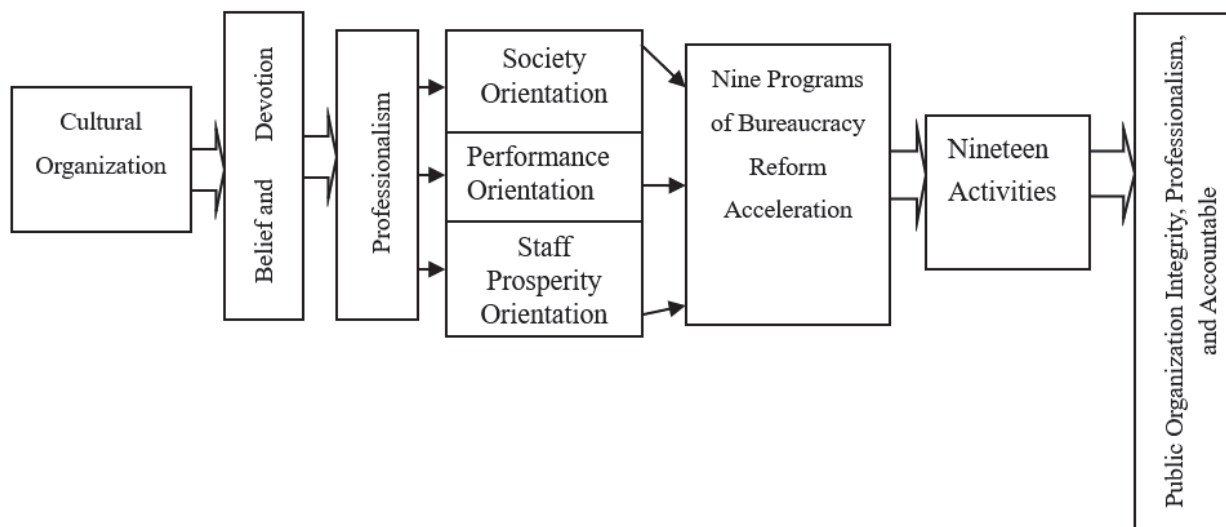 Cultural
Organization
Belief and Devotion
Professionalism
Society
Orientation
Performance
Orientation
Staff
Prosperity
Orientation
Nine Programs
of Bureaucracy
Reform
Acceleration
Nineteen
Activities
Public Organization Integrity, Professionalism,
and Accountable